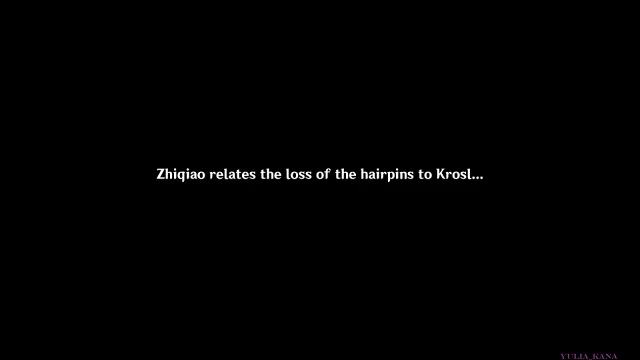 Zhiqiao relates the loss of the hairpins to Krosl...
YULIA_KANA